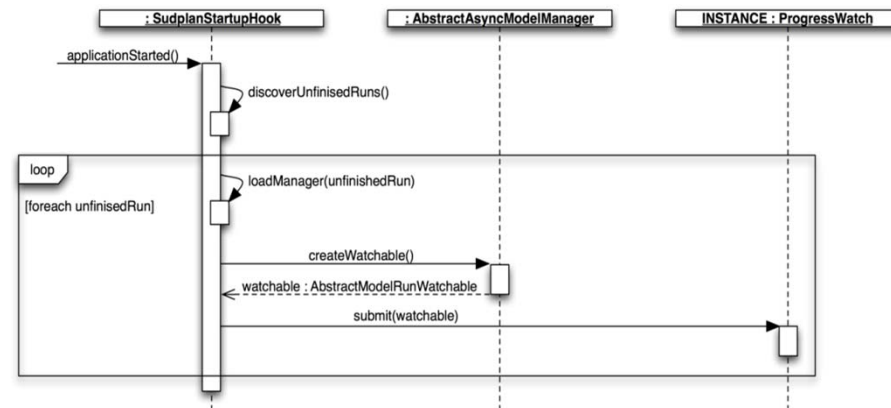 : SudplanStartupHook
: AbstractAsyncModelManager
INSTANCE : ProgressWatch
applicationStarted()
discoverUnfinisedRuns()
loop
loadManager(unfinishedRun)
[foreach unfinisedRun]
createWatchable()
watchable : AbstractModelRunWatchable
submit(watchable)